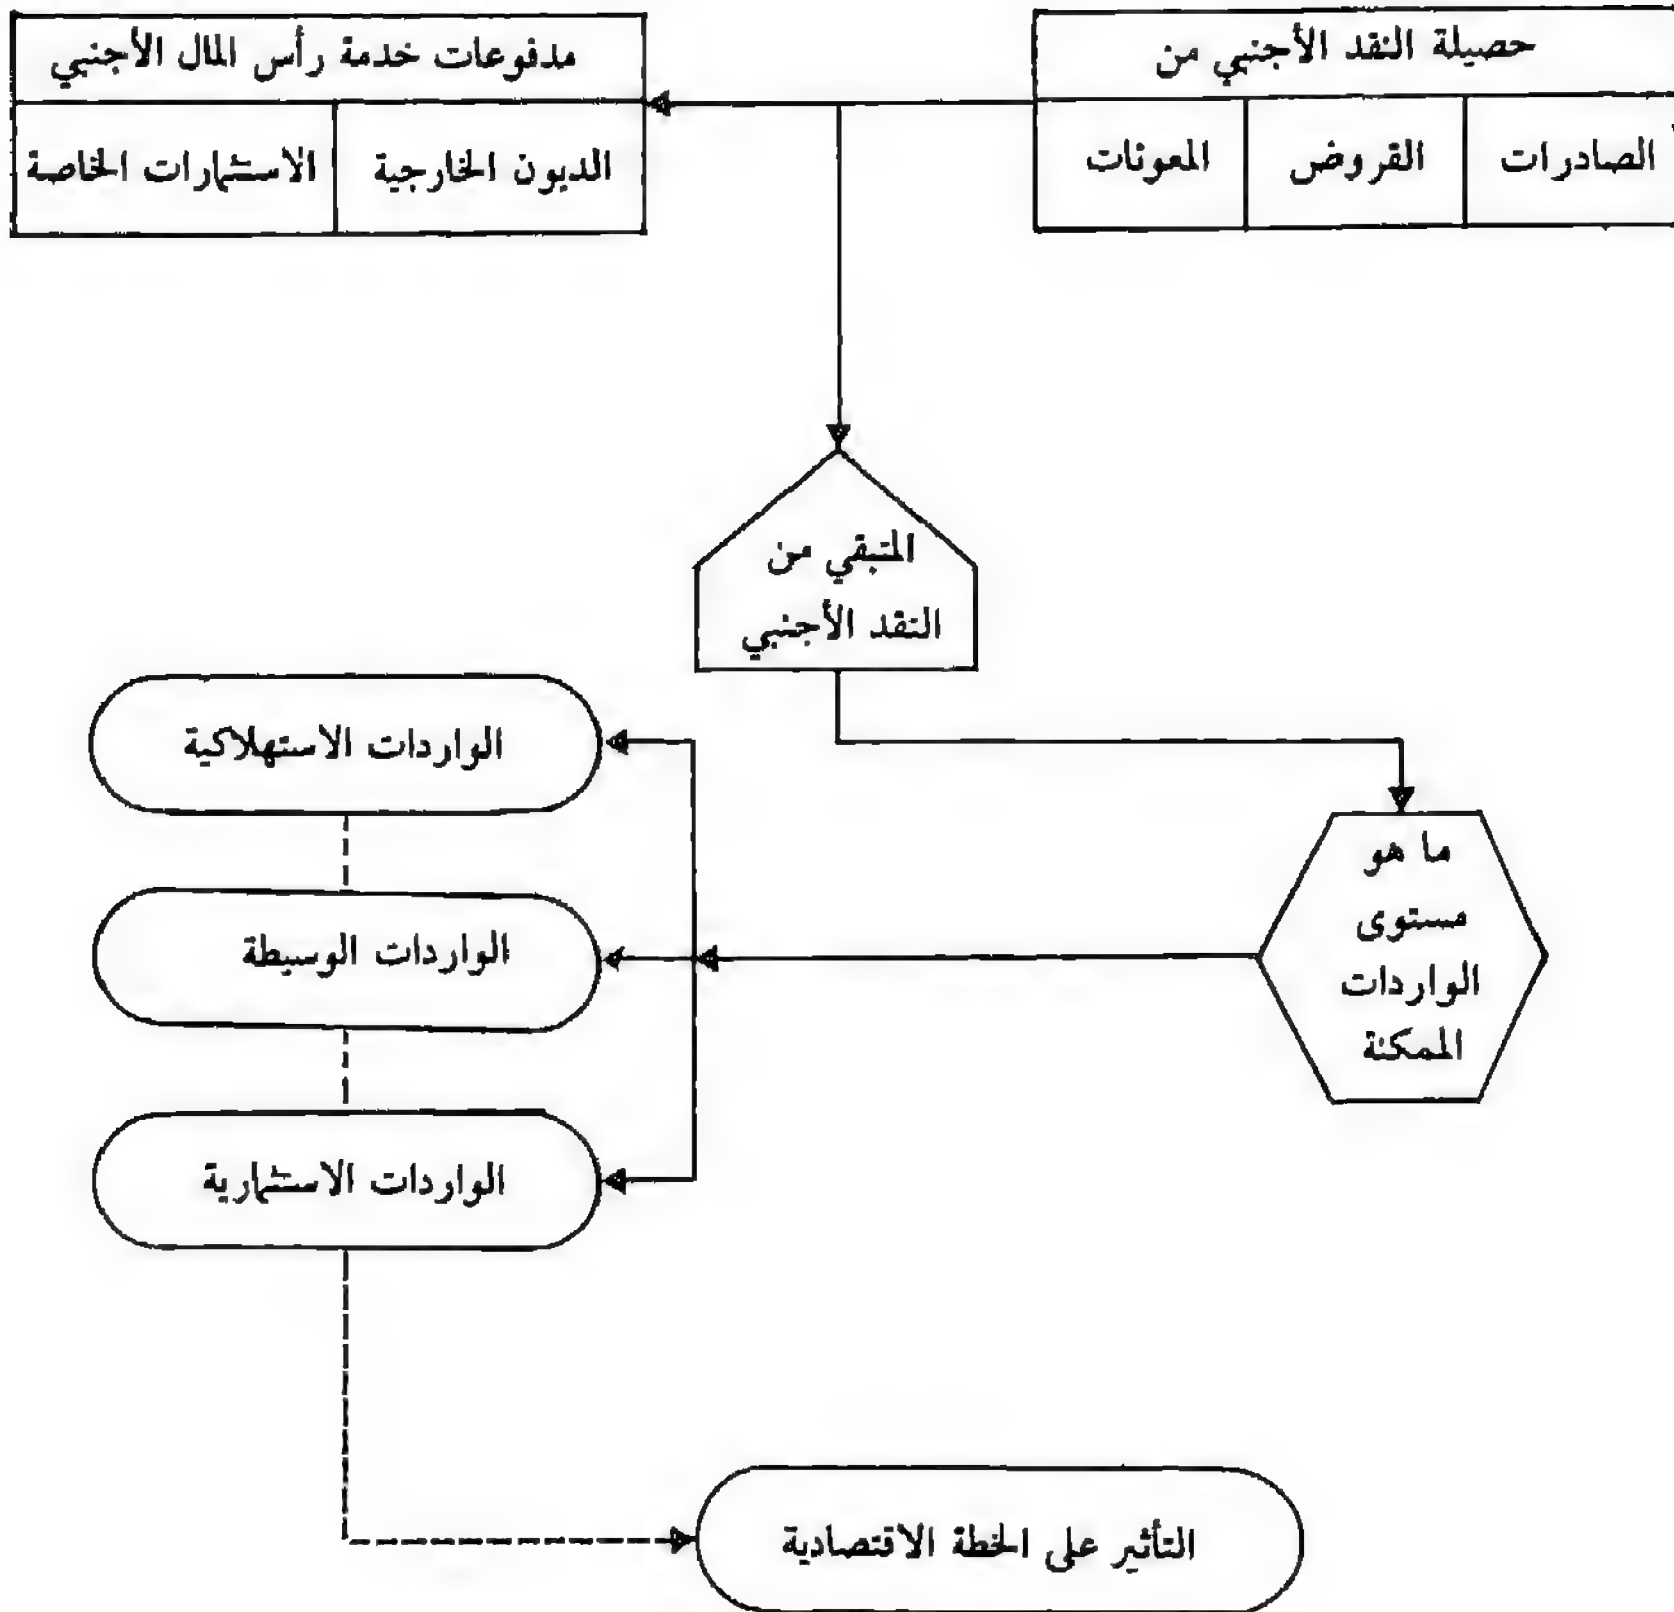 حصيلة النقد الأجنبي من
الصادرات
القروض
المعونات
مدفوعات خدمة رأس المال الأجنبي
الديون الخارجية
الاستثمارات الخاصة
المتبقي من
النقد الأجنبي
ما هو
مستوى
الواردات
الممكنة
الواردات الاستهلاكية
الواردات الوسيطة
الواردات الاستثمارية
التأثير على الخطة الاقتصادية